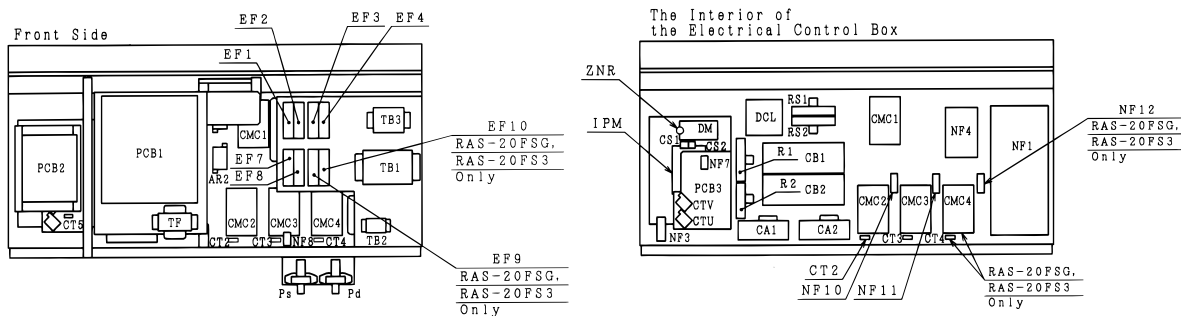 Front Side
EF1
EF2
EF3
EF4
PCB2
CT5
PCB1
TF
CMC1
AR2
EF7
EF8
TB3
TB1
TB2
EF10
RAS-20FSG,
RAS-20FS3
Only
CMC2
CMC3
CMC4
CT2
CT3
NF8
CT4
EF9
RAS-20FSG,
RAS-20FS3
Only
Ps
Pd
The Interior of
the Electrical Control Box
ZNR
IPM
DCL
RS1
RS2
CMC1
NF4
NF1
NF12
RAS-20FSG,
RAS-20FS3
Only
DM
CS1
CS2
NF7
R1
CB1
PCB3
R2
CB2
CTV
CTU
NF3
CA1
CA2
CMC2
CMC3
CMC4
CT3
CT4
CT2
NF10
NF11
RAS-20FSG,
RAS-20FS3
Only